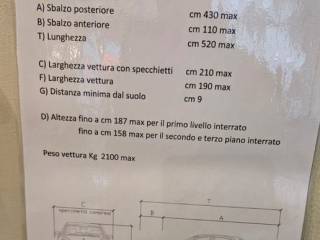 A) Sbalzo posteriore cm 430 max
B) Sbalzo anteriore cm 110 max
T) Lunghezza cm 520 max
C) Larghezza vettura con specchietti cm 210 max
F) Larghezza vettura cm 190 max
G) Distanza minima dal suolo cm 9
D) Altezza fino a cm 187 max per il primo livello interrato
fino a cm 158 max per il secondo e terzo piano interrato
Peso vettura Kg 2100 max
C
T
B A